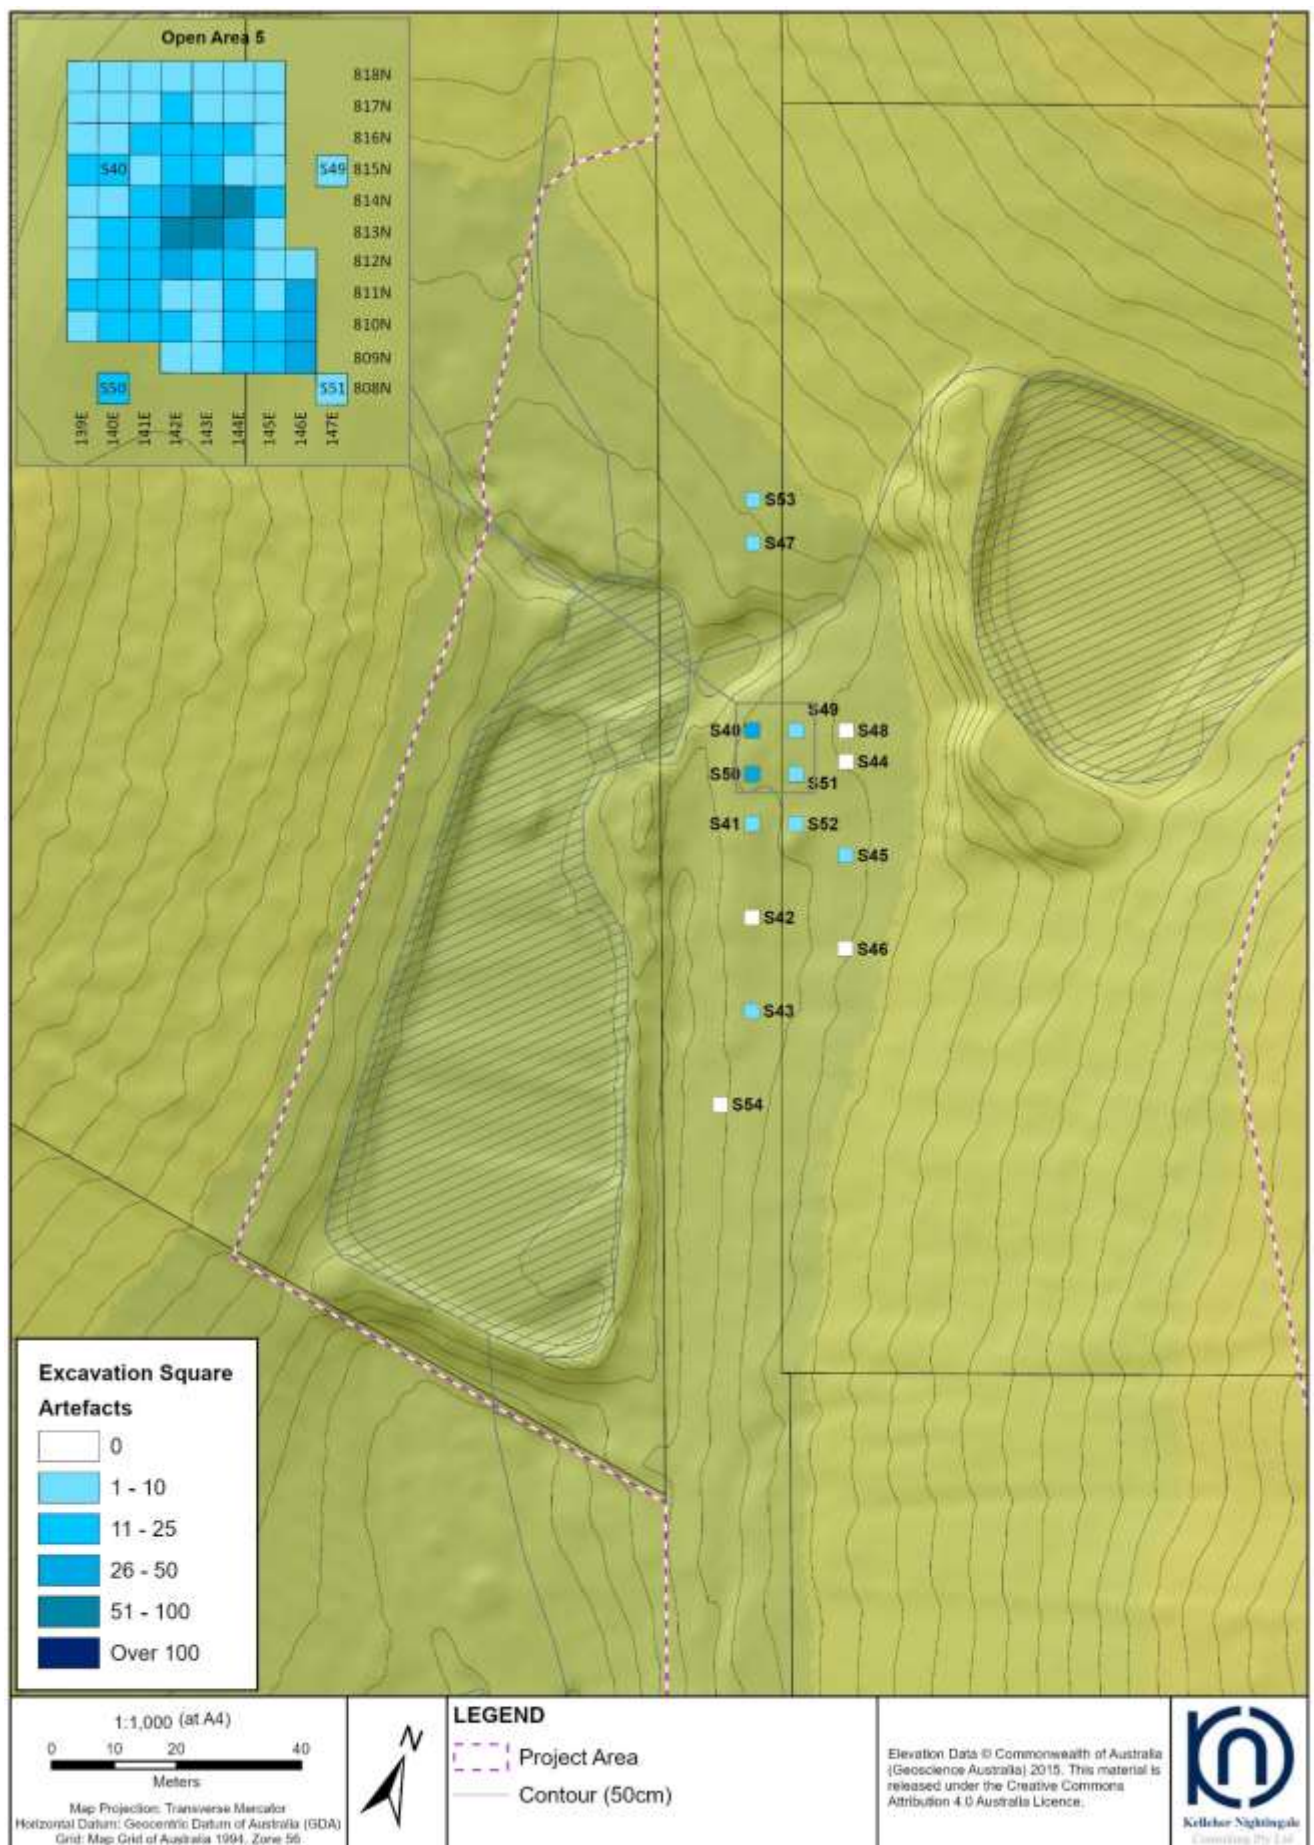 Open Area 5
818N
817N
816N
S40 S49 815N
814N
813N
812N
811N
810N
809N
S50 S51 808N
139E 140E 141E 142E 143E 144E 145E 146E 147E
S53
S47
S49
S40 S48
S44
S50 S51
S41 S52
S45
S42
S46
S43
S54
Excavation Square
Artefacts
0
1 - 10
11 - 25
26 - 50
51 - 100
Over 100
1:1,000 (at A4)
0 10 20 40
Meters
Map Projection: Transverse Mercator
Horizontal Datum: Geocentric Datum of Australia (GDA)
Grid: Map Grid of Australia 1994, Zone 56
N
LEGEND
Project Area
Contour (50cm)
Elevation Data © Commonwealth of Australia
(Geoscience Australia) 2015. This material is
released under the Creative Commons
Attribution 4.0 Australia Licence.
Kelleher Nightingale
Consulting Pty Ltd